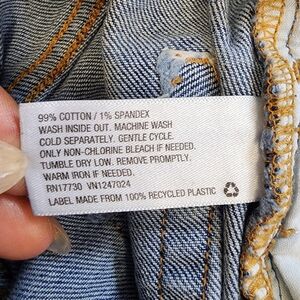 99% COTTON / 1% SPANDEX
WASH INSIDE OUT. MACHINE WASH
COLD SEPARATELY. GENTLE CYCLE.
ONLY NON-CHLORINE BLEACH IF NEEDED.
TUMBLE DRY LOW. REMOVE PROMPTLY.
WARM IRON IF NEEDED.
RN17730 VN1247024
LABEL MADE FROM 100% RECYCLED PLASTIC